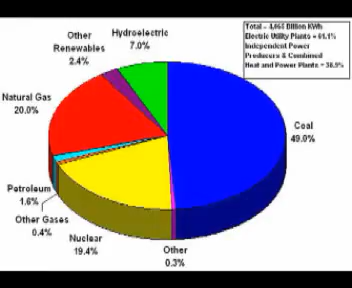 Other
Renewables
2.4%
Hydroelectric
7.0%
Total = 4,065 Billion KWh
Electric Utility Plants = 61.1%
Independent Power
Producers & Combined
Heat and Power Plants = 38.9%
Natural Gas
20.0%
Coal
49.0%
Petroleum
1.6%
Other Gases
0.4%
Nuclear
19.4%
Other
0.3%